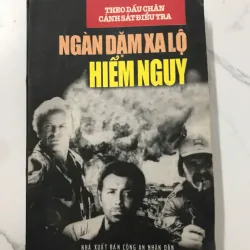 THEO DẤU CHÂN
CẢNH SÁT ĐIỀU TRA
NGÀN DẶM XA LỘ
HIỂM NGUY
NHÀ XUẤT BẢN CÔNG AN NHÂN DÂN